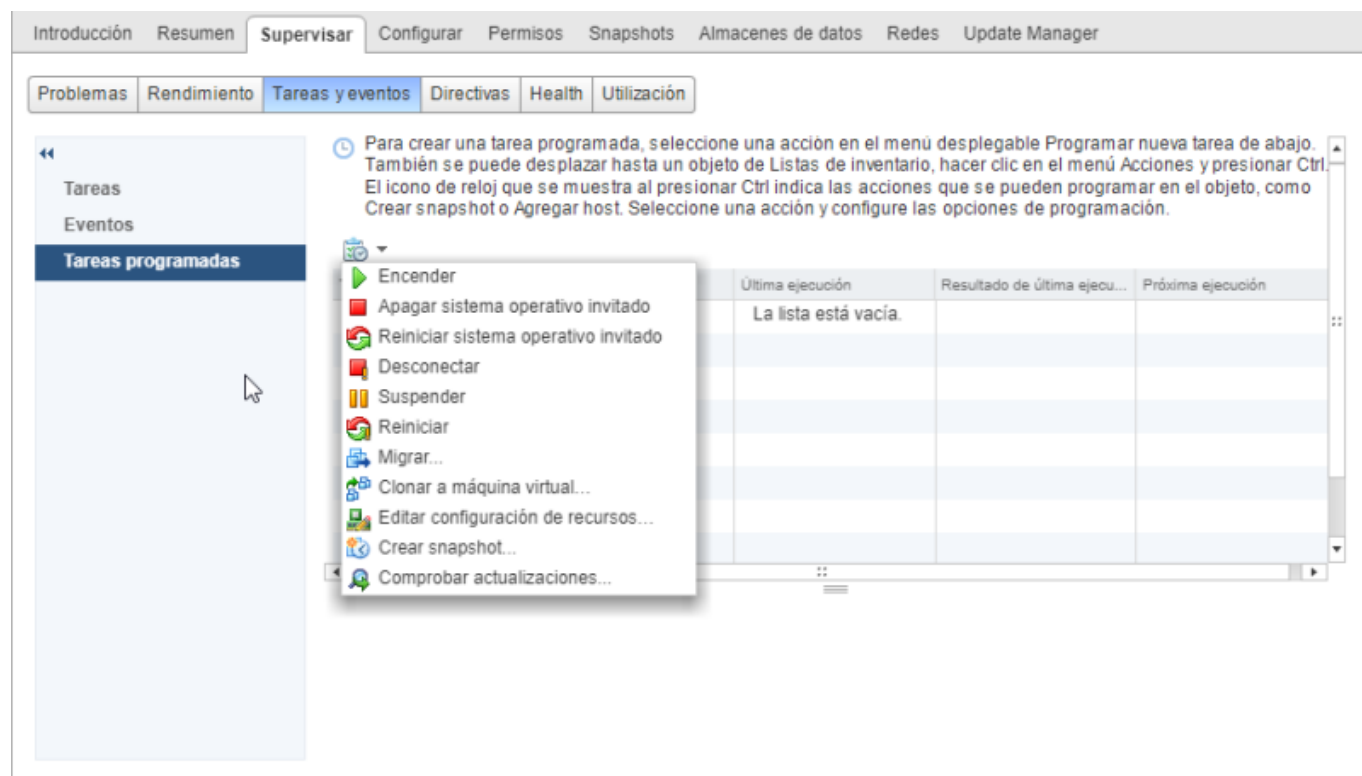 Introducción Resumen Supervisar Configurar Permisos Snapshots Almacenes de datos Redes Update Manager
Problemas Rendimiento Tareas y eventos Directivas Health Utilización
Para crear una tarea programada, seleccione una acción en el menú desplegable Programar nueva tarea de abajo.
También se puede desplazar hasta un objeto de Listas de inventario, hacer clic en el menú Acciones y presionar Ctrl.
El icono de reloj que se muestra al presionar Ctrl indica las acciones que se pueden programar en el objeto, como
Crear snapshot o Agregar host. Seleccione una acción y configure las opciones de programación.
Tareas
Eventos
Tareas programadas
Encender
Apagar sistema operativo invitado
Reiniciar sistema operativo invitado
Desconectar
Suspender
Reiniciar
Migrar...
Clonar a máquina virtual...
Editar configuración de recursos...
Crear snapshot...
Comprobar actualizaciones...
Última ejecución Resultado de última ejecu... Próxima ejecución
La lista está vacía.